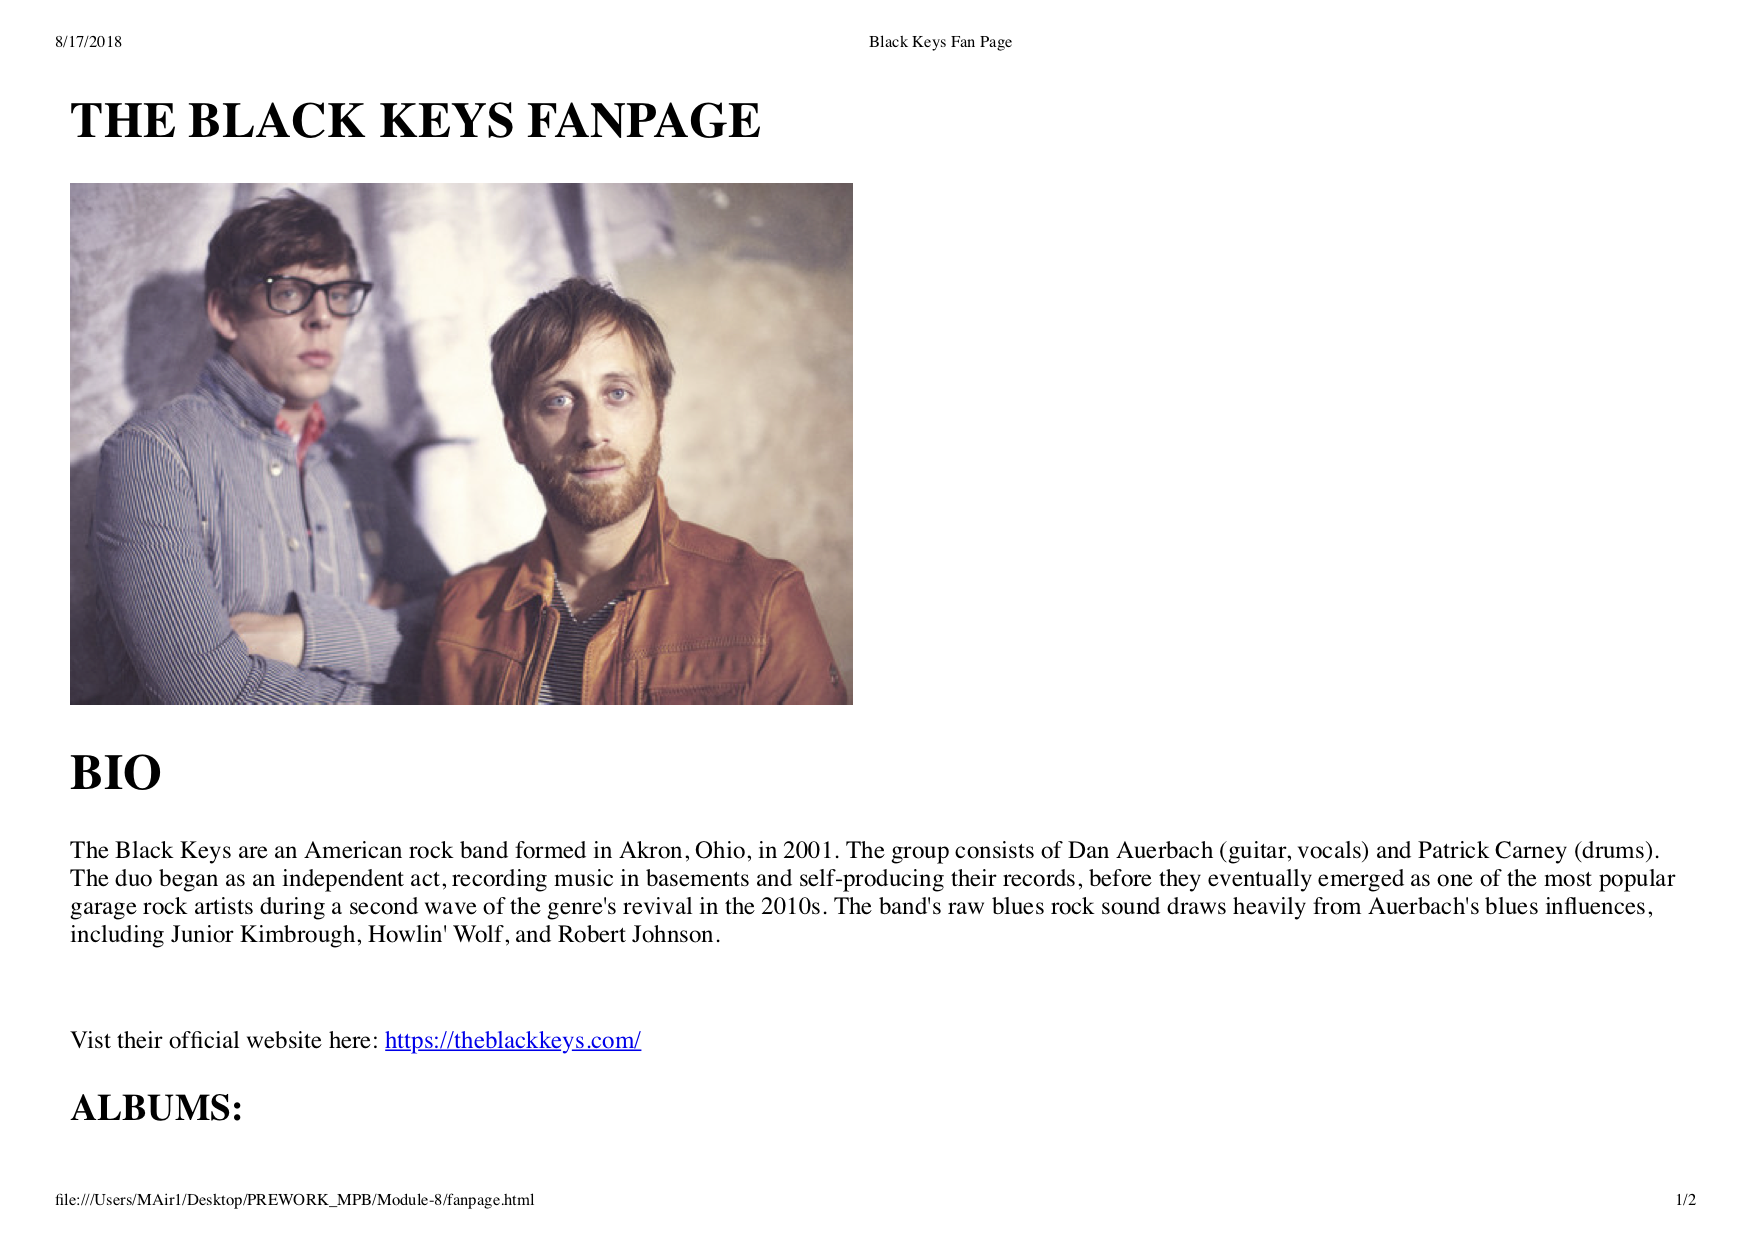 8/17/2018
Black Keys Fan Page
THE BLACK KEYS FANPAGE
BIO
The Black Keys are an American rock band formed in Akron, Ohio, in 2001. The group consists of Dan Auerbach (guitar, vocals) and Patrick Carney (drums).
The duo began as an independent act, recording music in basements and self-producing their records, before they eventually emerged as one of the most popular
garage rock artists during a second wave of the genre's revival in the 2010s. The band's raw blues rock sound draws heavily from Auerbach's blues influences,
including Junior Kimbrough, Howlin' Wolf, and Robert Johnson.
Vist their official website here: https://theblackkeys.com/
ALBUMS:
file:///Users/MAir1/Desktop/PREWORK_MPB/Module-8/fanpage.html
1/2